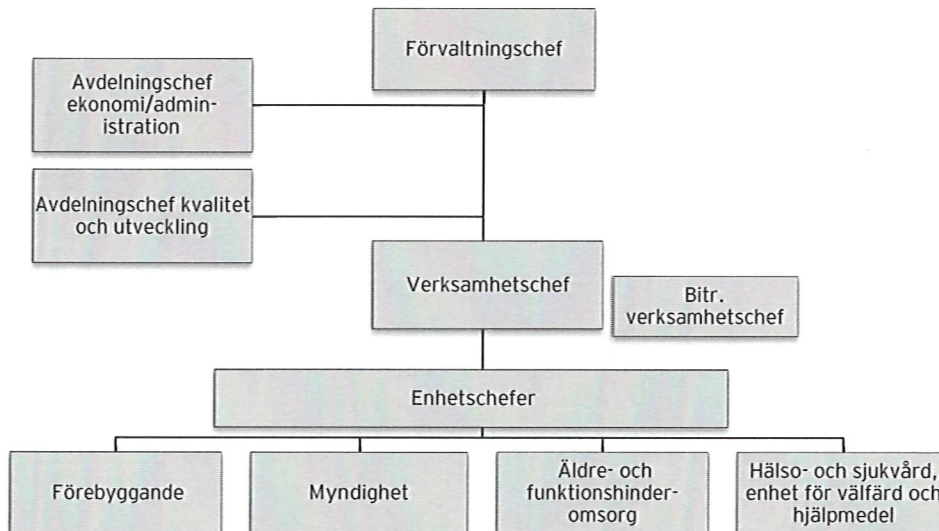 Förvaltningschef
Avdelningschef
ekonomi/admin-
istration
Avdelningschef kvalitet
och utveckling
Verksamhetschef
Bitr.
verksamhetschef
Enhetschefer
Förebyggande
Myndighet
Äldre- och
funktionshinder-
omsorg
Hälso- och sjukvård,
enhet för välfärd och
hjälpmedel